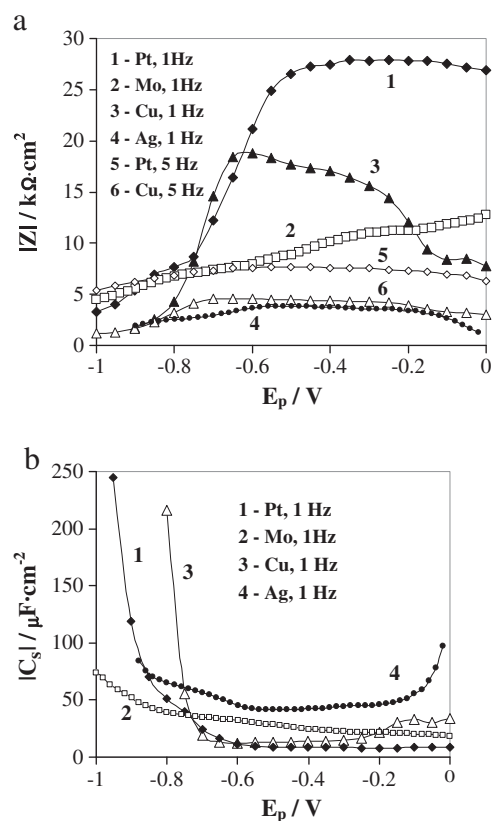 a
|Z| / kΩ·cm²
30
25
20
15
10
5
0
1 - Pt, 1Hz
2 - Mo, 1Hz
3 - Cu, 1 Hz
4 - Ag, 1 Hz
5 - Pt, 5 Hz
6 - Cu, 5 Hz
1
3
2
5
6
4
-1 -0.8 -0.6 -0.4 -0.2 0
Eₚ / V
b
|Cₛ| / μF·cm⁻²
250
200
150
100
50
0
1 - Pt, 1 Hz
2 - Mo, 1Hz
3 - Cu, 1 Hz
4 - Ag, 1 Hz
1
3
4
2
-1 -0.8 -0.6 -0.4 -0.2 0
Eₚ / V